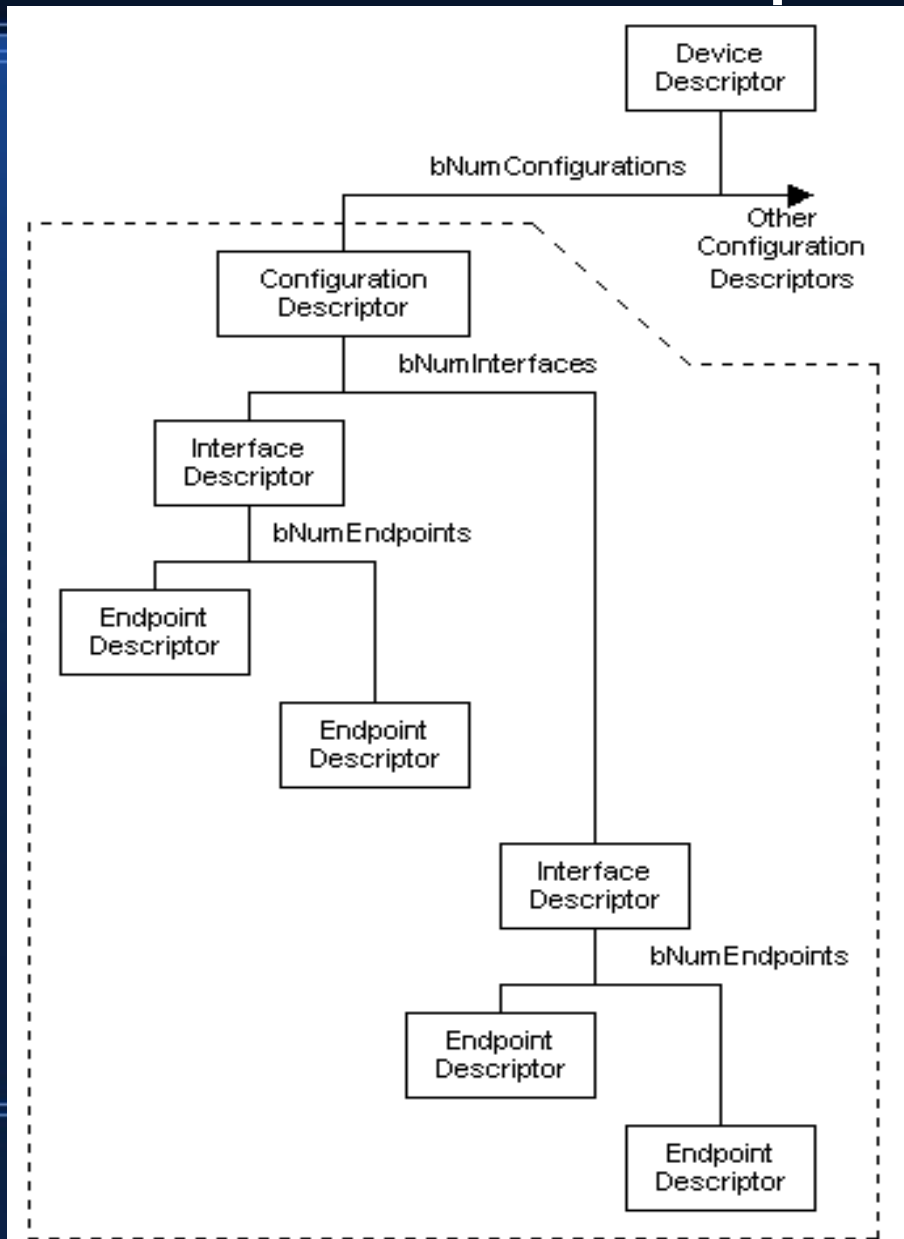 Device
Descriptor
bNumConfigurations
Other
Configuration
Descriptors
Configuration
Descriptor
bNumInterfaces
Interface
Descriptor
bNumEndpoints
Endpoint
Descriptor
Endpoint
Descriptor
Interface
Descriptor
bNumEndpoints
Endpoint
Descriptor
Endpoint
Descriptor